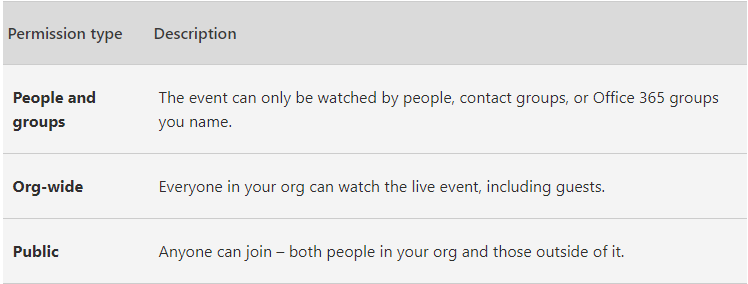 Permission type Description
People and groups The event can only be watched by people, contact groups, or Office 365 groups you name.
Org-wide Everyone in your org can watch the live event, including guests.
Public Anyone can join – both people in your org and those outside of it.